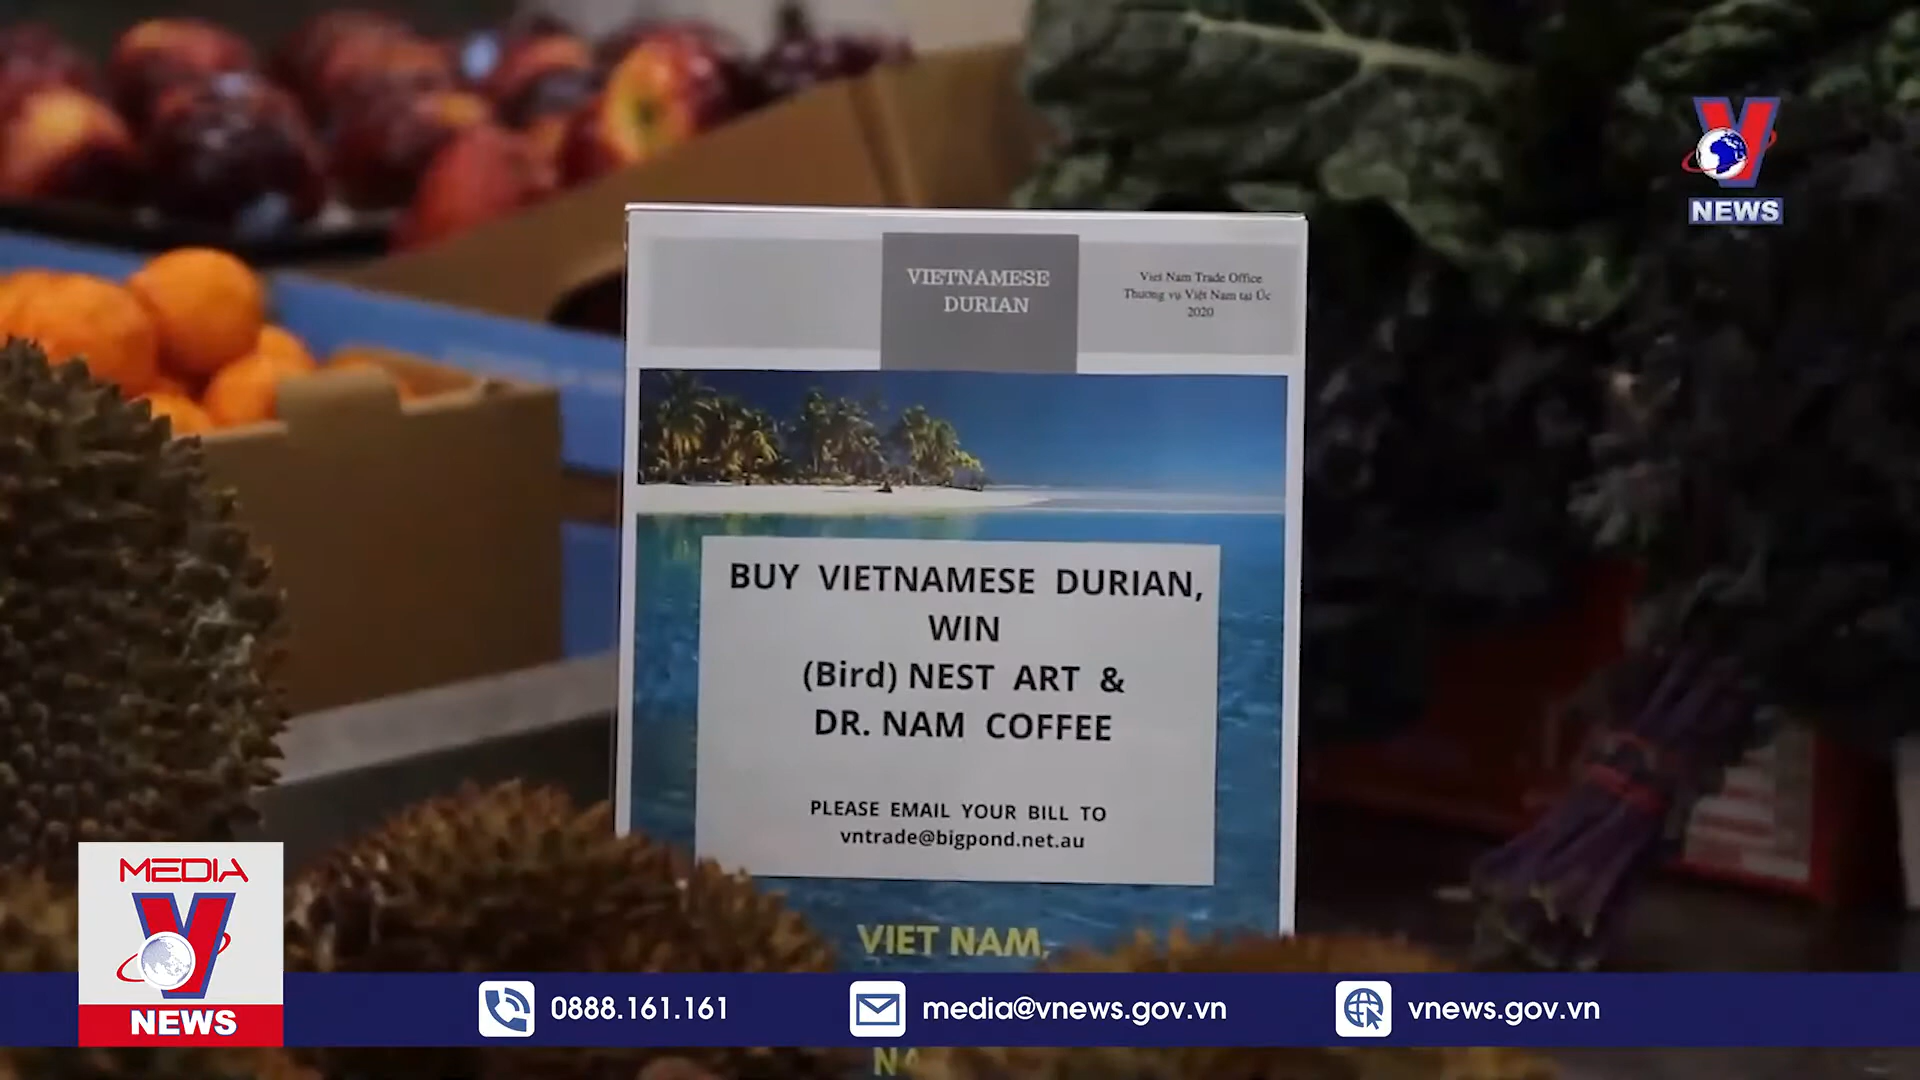 NEWS
VIETNAMESE
DURIAN
Viet Nam Trade Office
Thương vụ Việt Nam tại Úc
2020
BUY VIETNAMESE DURIAN,
WIN
(Bird) NEST ART &
DR. NAM COFFEE
PLEASE EMAIL YOUR BILL TO
vntrade@bigpond.net.au
VIET NAM,
MEDIA
NEWS
0888.161.161
media@vnews.gov.vn
vnews.gov.vn